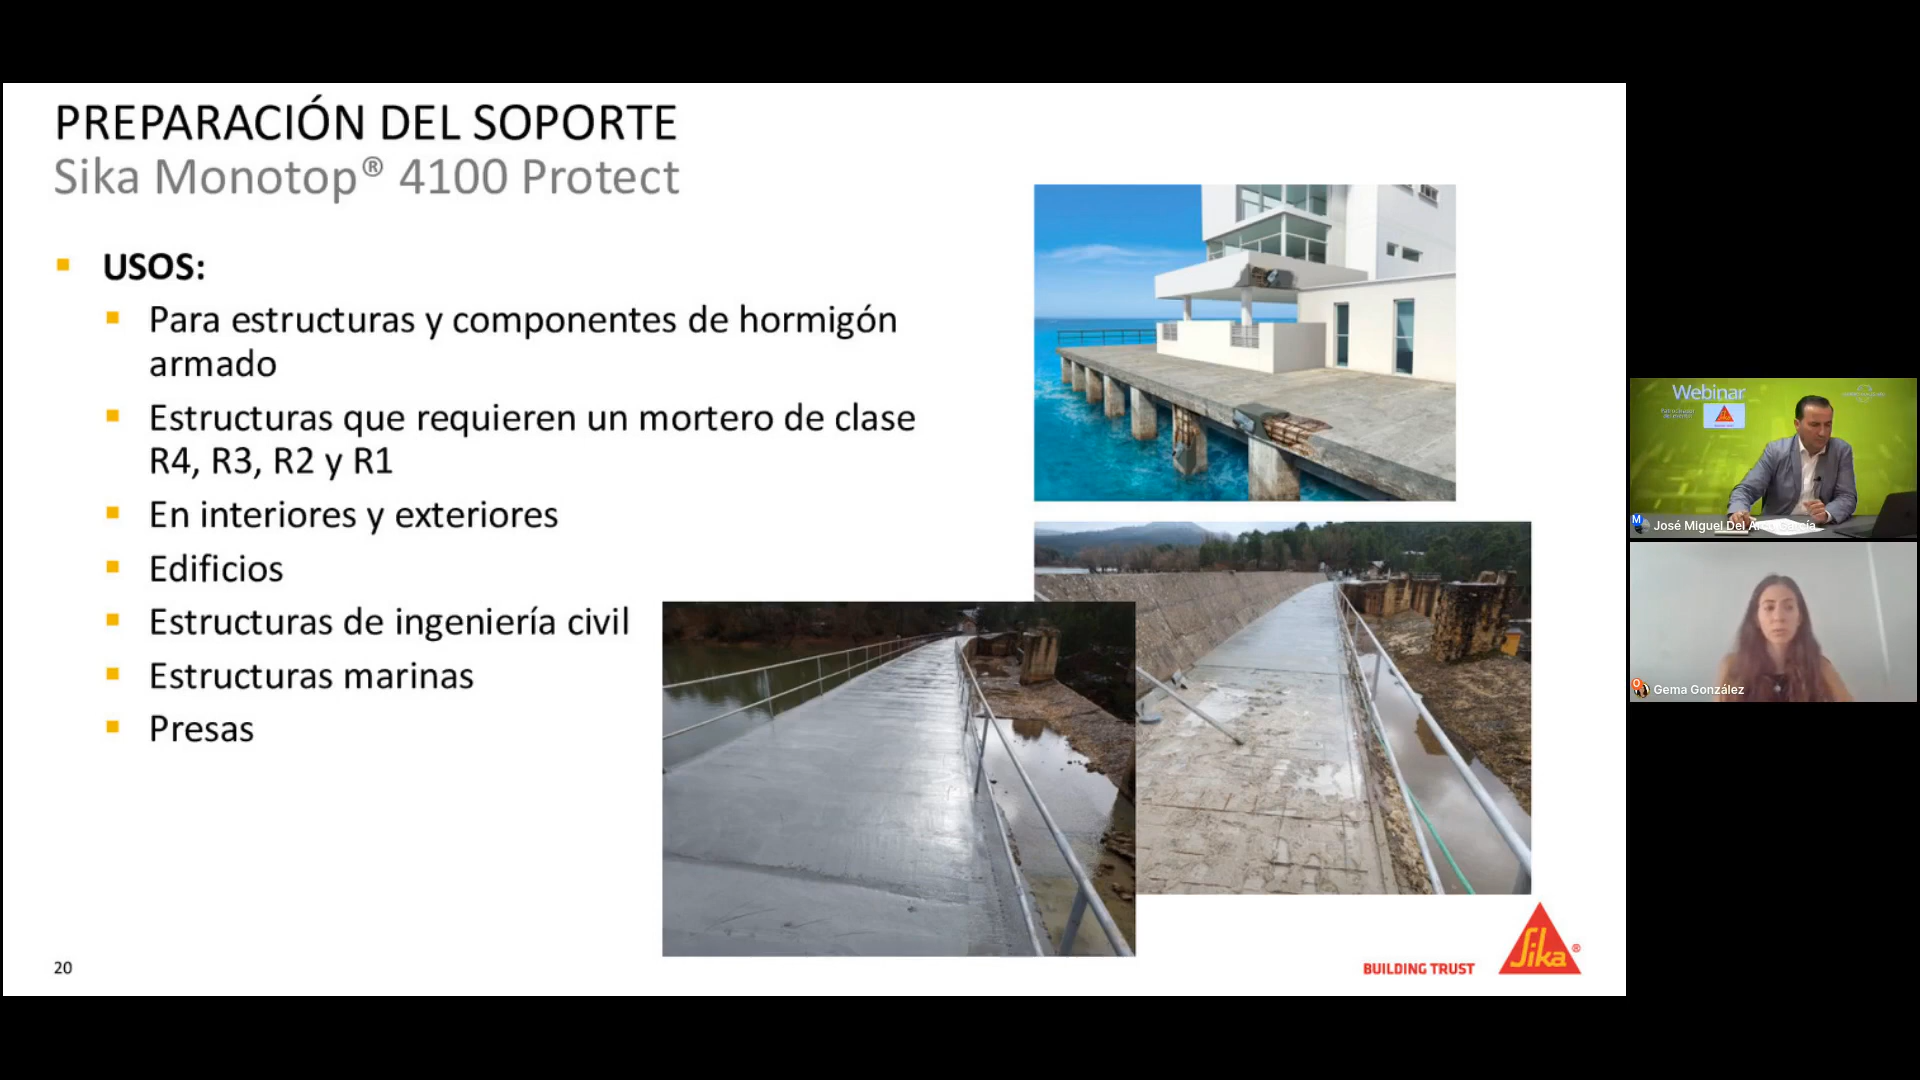 PREPARACIÓN DEL SOPORTE
Sika Monotop® 4100 Protect
USOS:
Para estructuras y componentes de hormigón
armado
Estructuras que requieren un mortero de clase
R4, R3, R2 y R1
En interiores y exteriores
Edificios
Estructuras de ingeniería civil
Estructuras marinas
Presas
20
BUILDING TRUST
Sika®
Webinar
M
José Miguel Del Arco García
O
Gema González